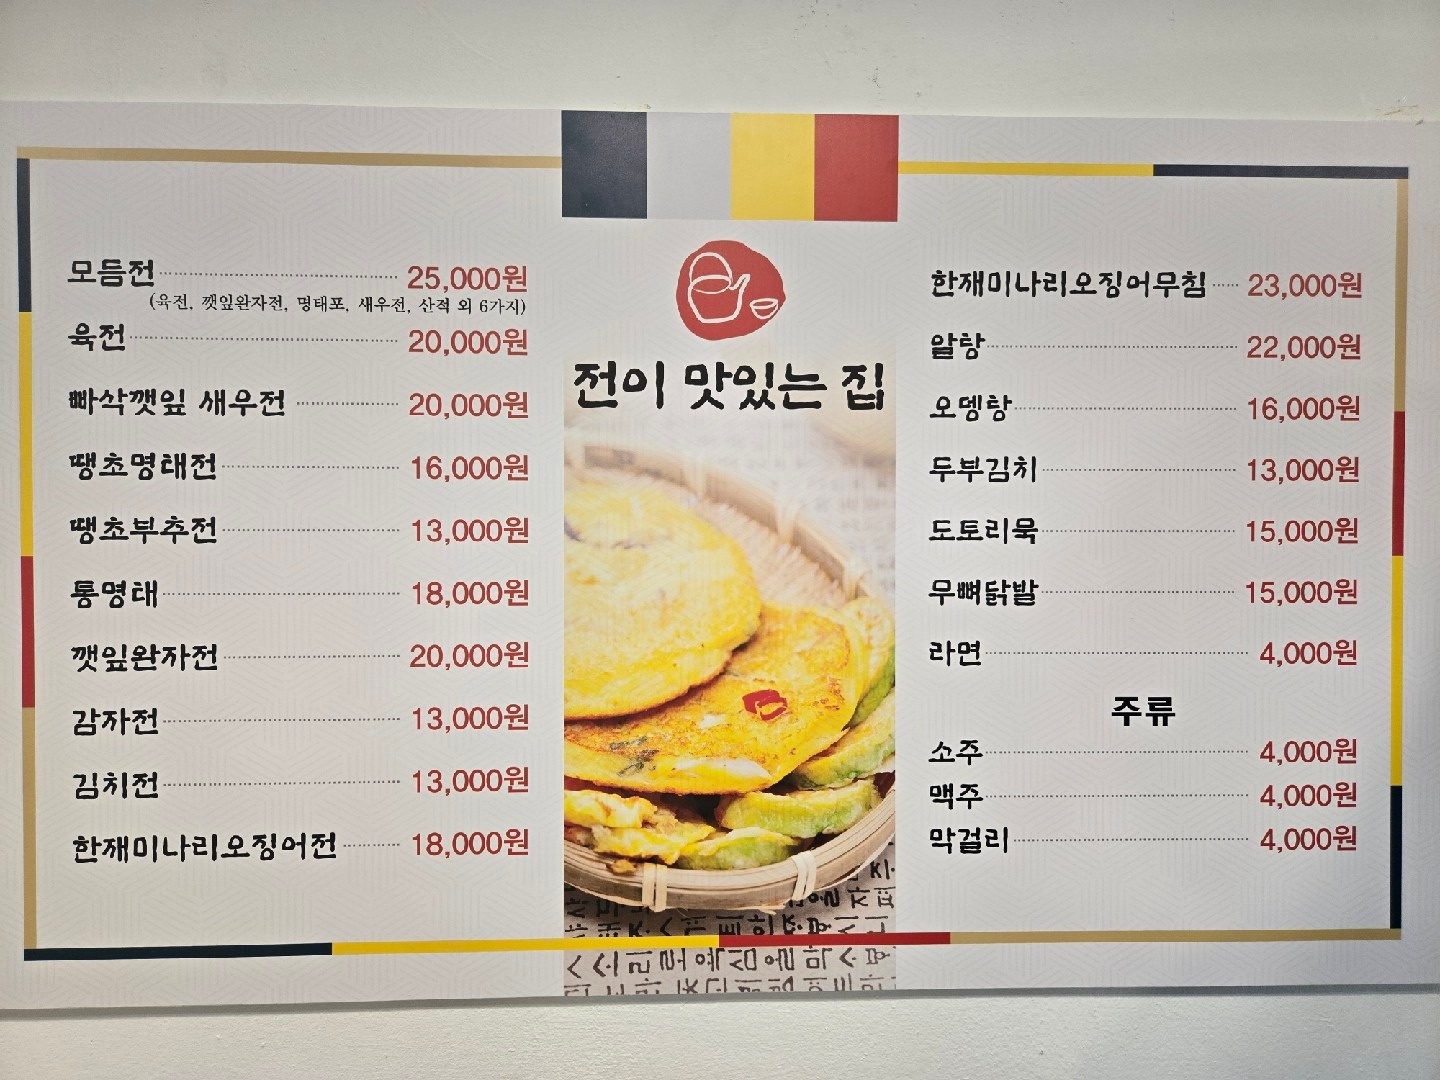 모듬전 25,000원
(육전, 깻잎완자전, 명태포, 새우전, 산적 외 6가지)
육전 20,000원
빠삭깻잎 새우전 20,000원
땡초명태전 16,000원
땡초부추전 13,000원
통명태 18,000원
깻잎완자전 20,000원
감자전 13,000원
김치전 13,000원
한재미나리오징어전 18,000원
전이 맛있는 집
한재미나리오징어무침 23,000원
알탕 22,000원
오뎅탕 16,000원
두부김치 13,000원
도토리묵 15,000원
무뼈닭발 15,000원
라면 4,000원
주류
소주 4,000원
맥주 4,000원
막걸리 4,000원